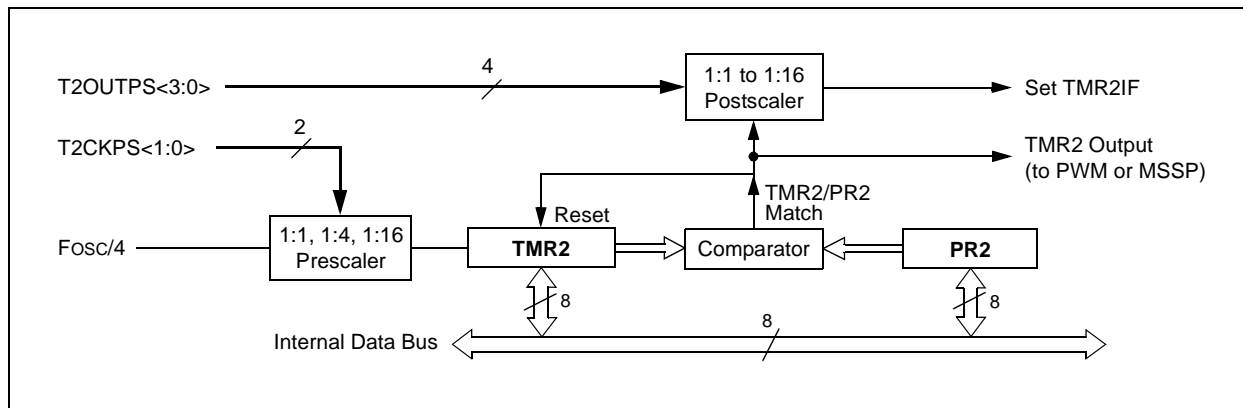 T2OUTPS<3:0>
4
1:1 to 1:16
Postscaler
Set TMR2IF
T2CKPS<1:0>
2
TMR2 Output
(to PWM or MSSP)
TMR2/PR2
Match
Reset
FOSC/4
1:1, 1:4, 1:16
Prescaler
TMR2
Comparator
PR2
8
8
8
Internal Data Bus